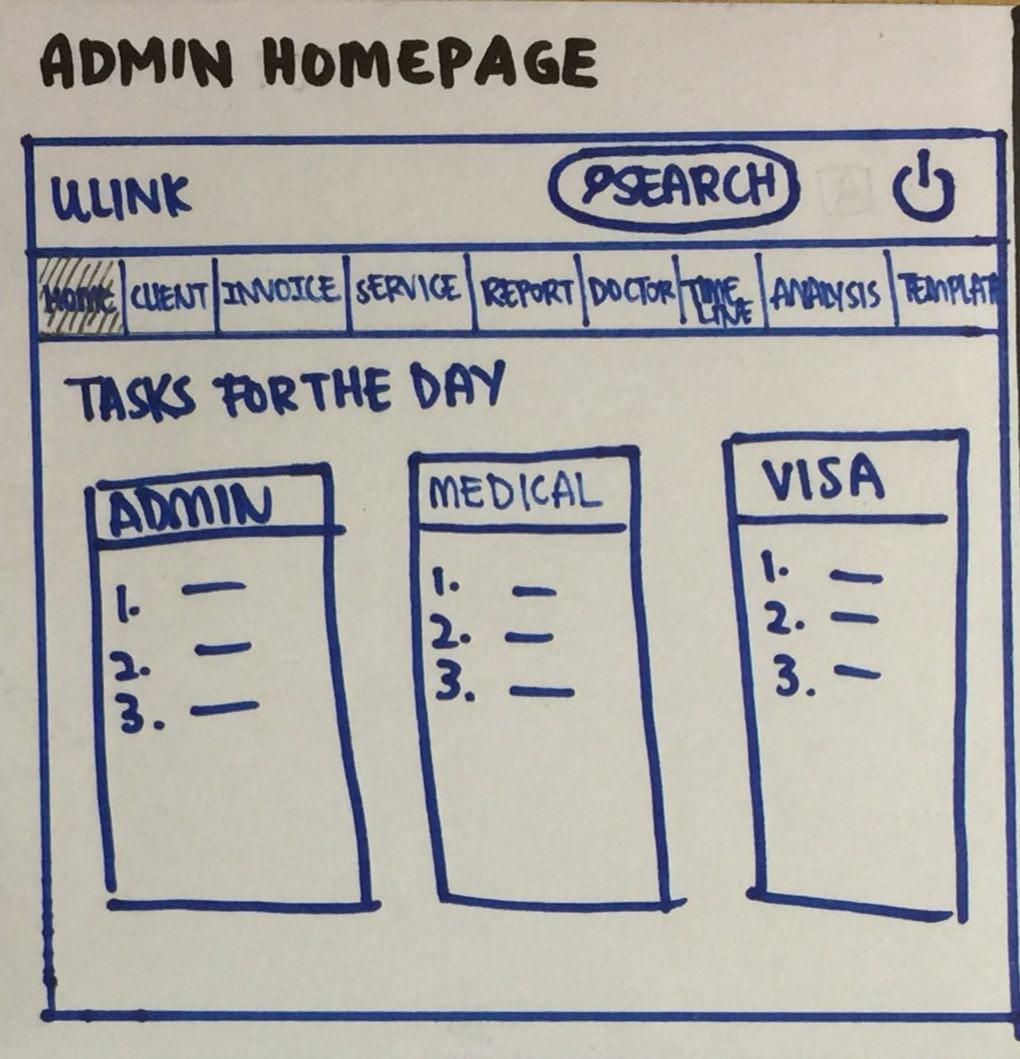 ADMIN HOMEPAGE
ULINK SEARCH
HOME CLIENT INVOICE SERVICE REPORT DOCTOR TIME LINE ANALYSIS TEMPLAT
TASKS FOR THE DAY
ADMIN MEDICAL VISA
1. 1. 1.
2. 2. 2.
3. 3. 3.